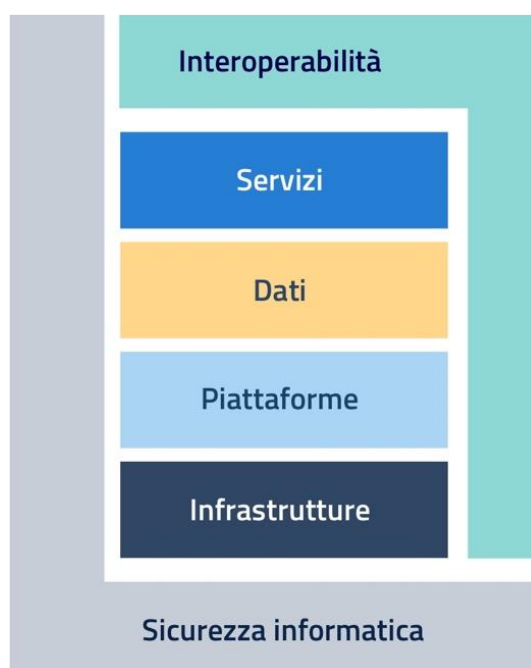 Interoperabilità
Servizi
Dati
Piattaforme
Infrastrutture
Sicurezza informatica